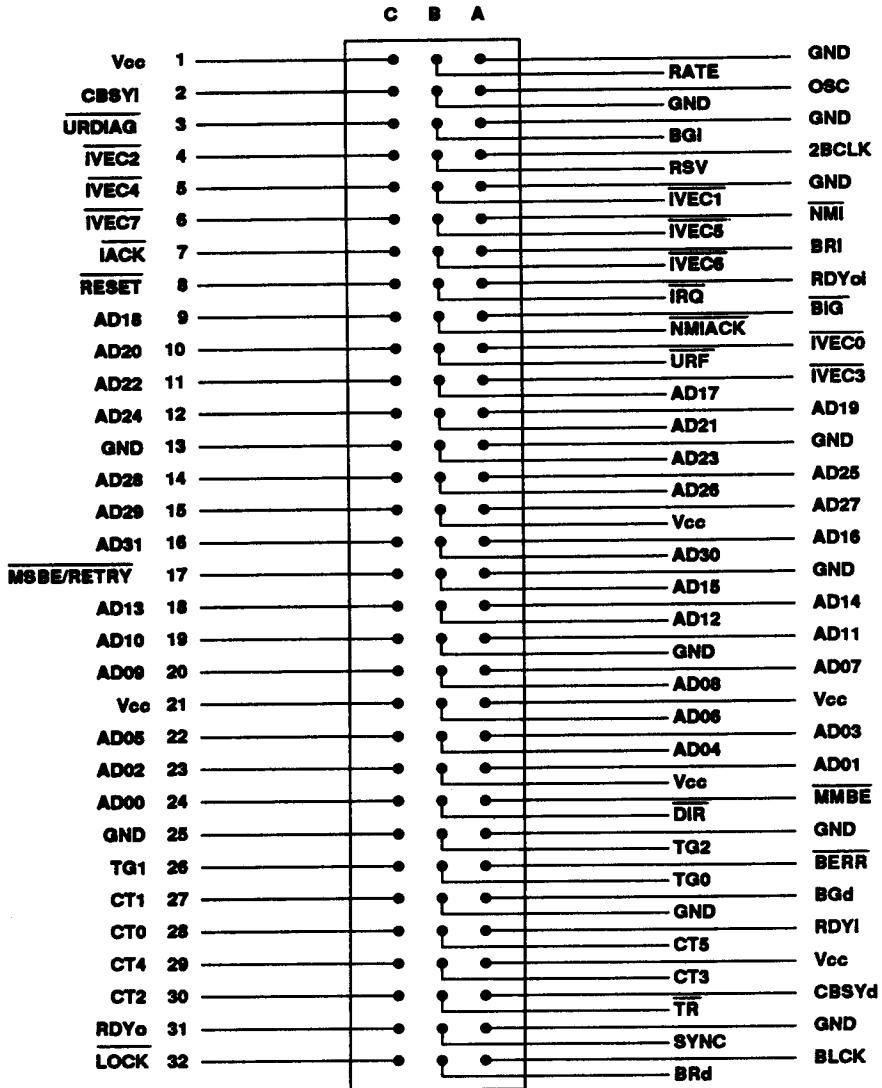 C B A
Vcc 1 GND
RATE
CBSYi 2 OSC
GND
URDIAG 3 GND
BGi
IVEC2 4 2BCLK
RSV
IVEC4 5 GND
IVEC1
IVEC7 6 NMI
IVEC5
IACK 7 BRi
IVEC6
RESET 8 RDYoi
IRQ
AD18 9 BIG
NMIACK
AD20 10 IVEC0
URF
AD22 11 IVEC3
AD17
AD24 12 AD19
AD21
GND 13 GND
AD23
AD28 14 AD25
AD26
AD29 15 AD27
Vcc
AD31 16 AD16
AD30
MSBE/RETRY 17 GND
AD15
AD13 18 AD14
AD12
AD10 19 AD11
GND
AD09 20 AD07
AD08
Vcc 21 Vcc
AD06
AD05 22 AD03
AD04
AD02 23 AD01
Vcc
AD00 24 MMBE
DIR
GND 25 GND
TG2
TG1 26 BERR
TG0
CT1 27 BGd
GND
CT0 28 RDYi
CT5
CT4 29 Vcc
CT3
CT2 30 CBSYd
TR
RDYo 31 GND
SYNC
LOCK 32 BLCK
BRd